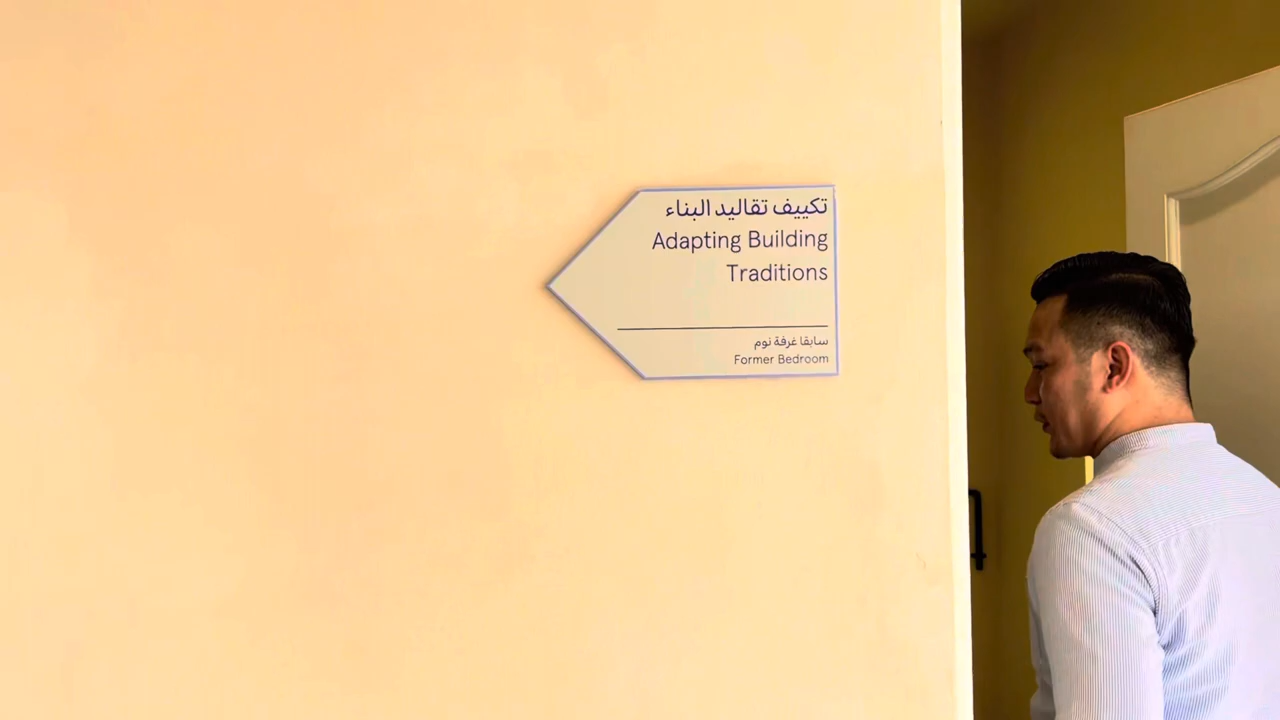 تكييف تقاليد البناء
Adapting Building
Traditions
سابقا غرفة نوم
Former Bedroom